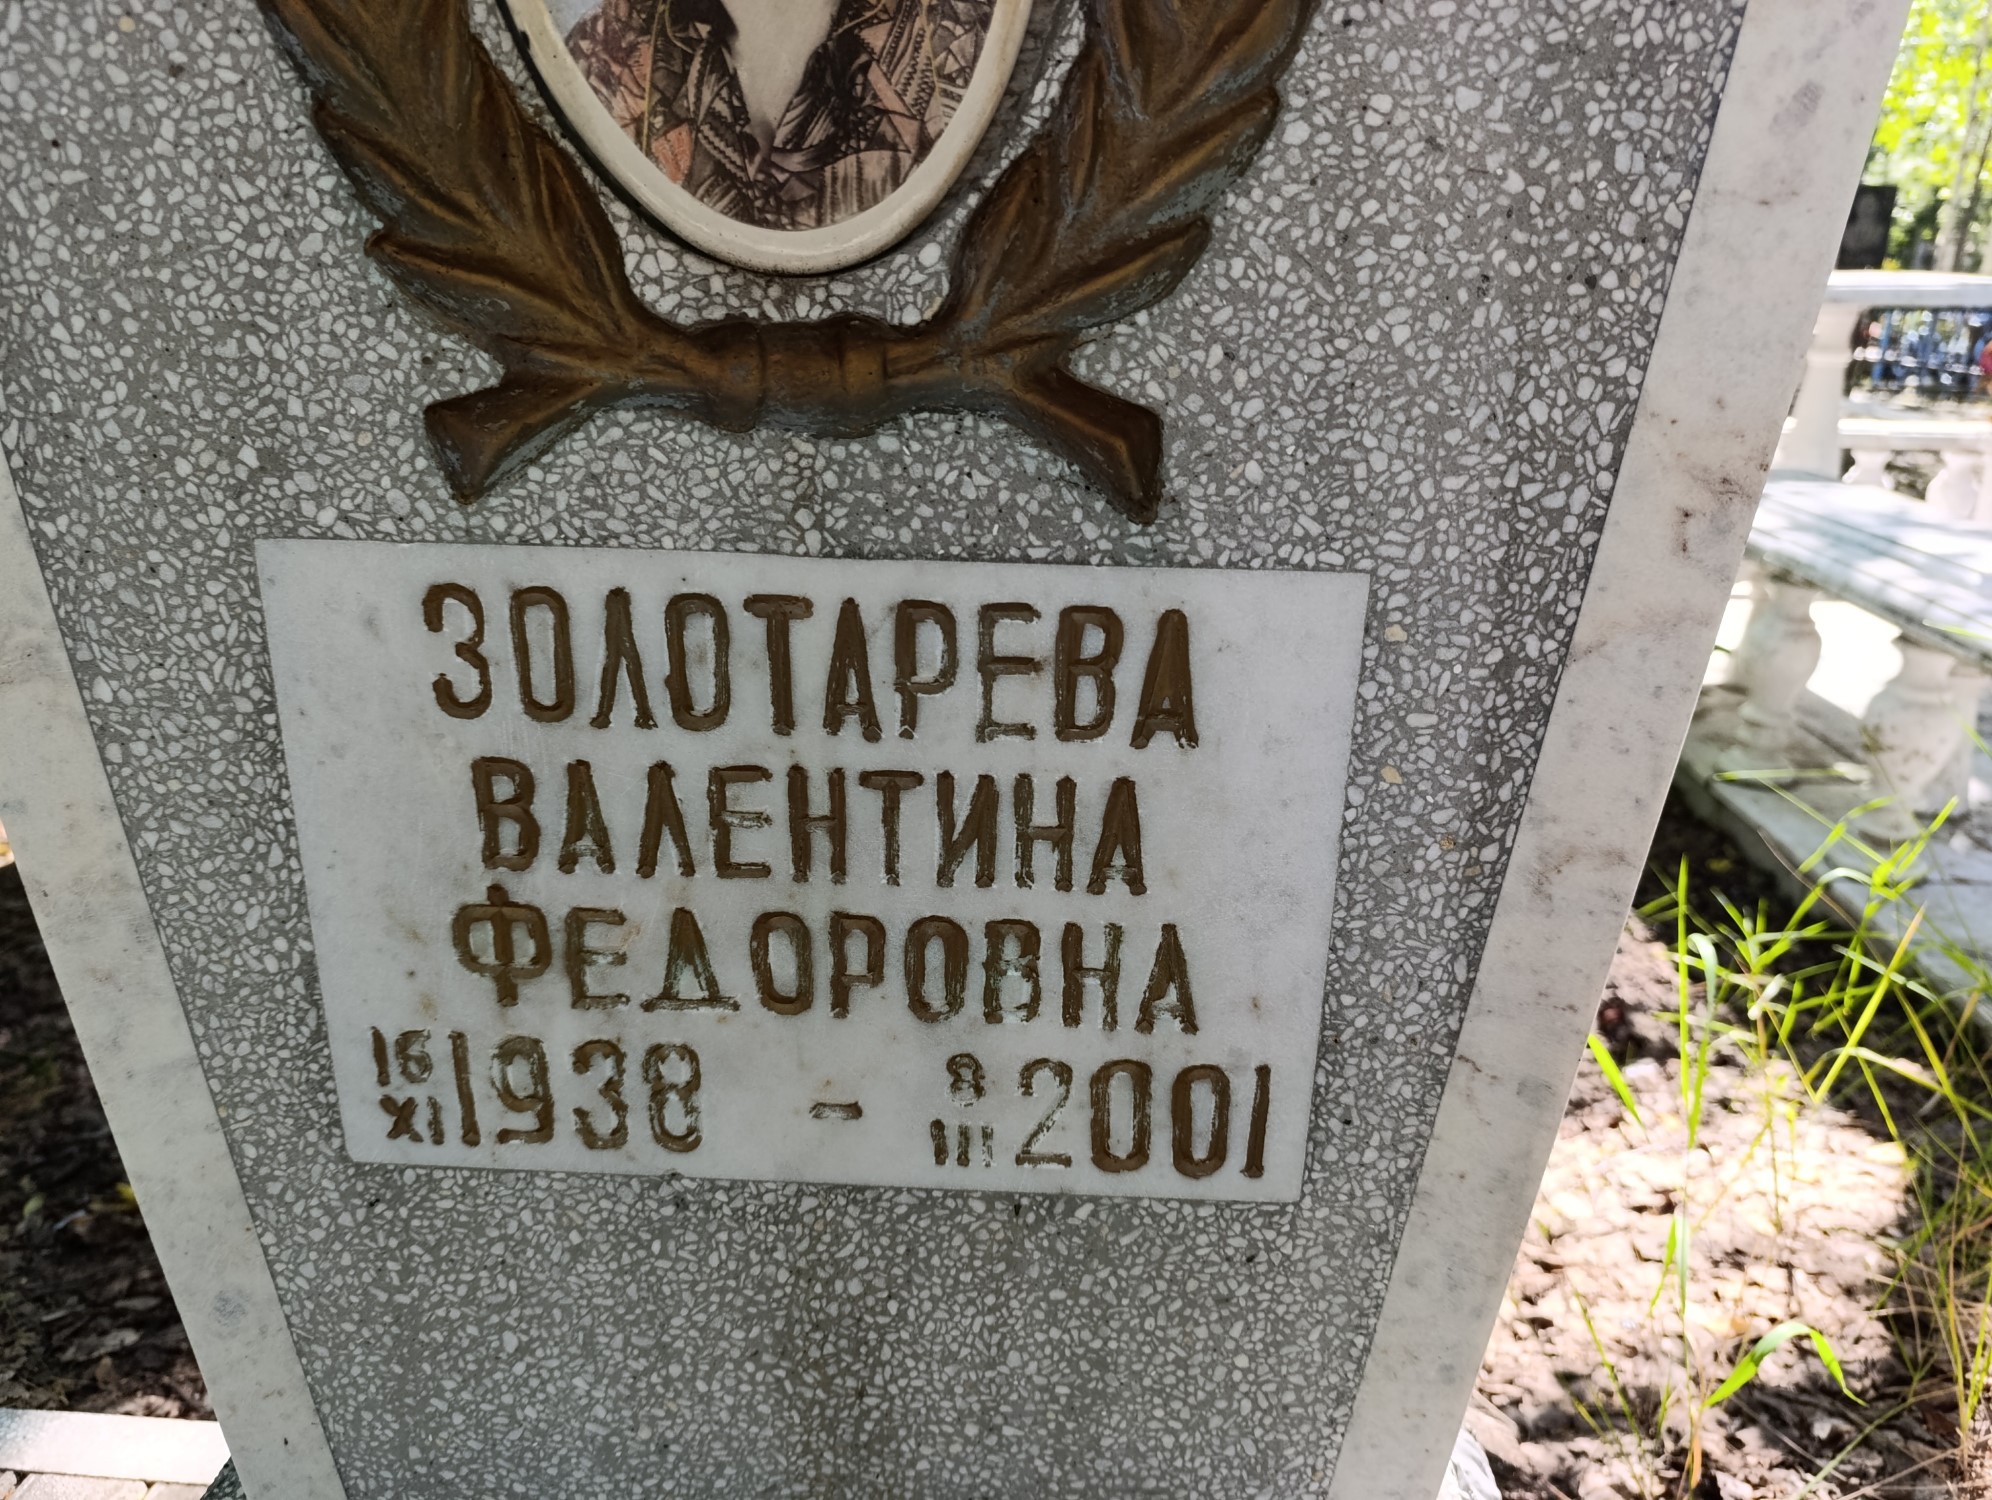 ЗОЛОТАРЕВА
ВАЛЕНТИНА
ФЕДОРОВНА
16/XI 1938 - 8/III 2001